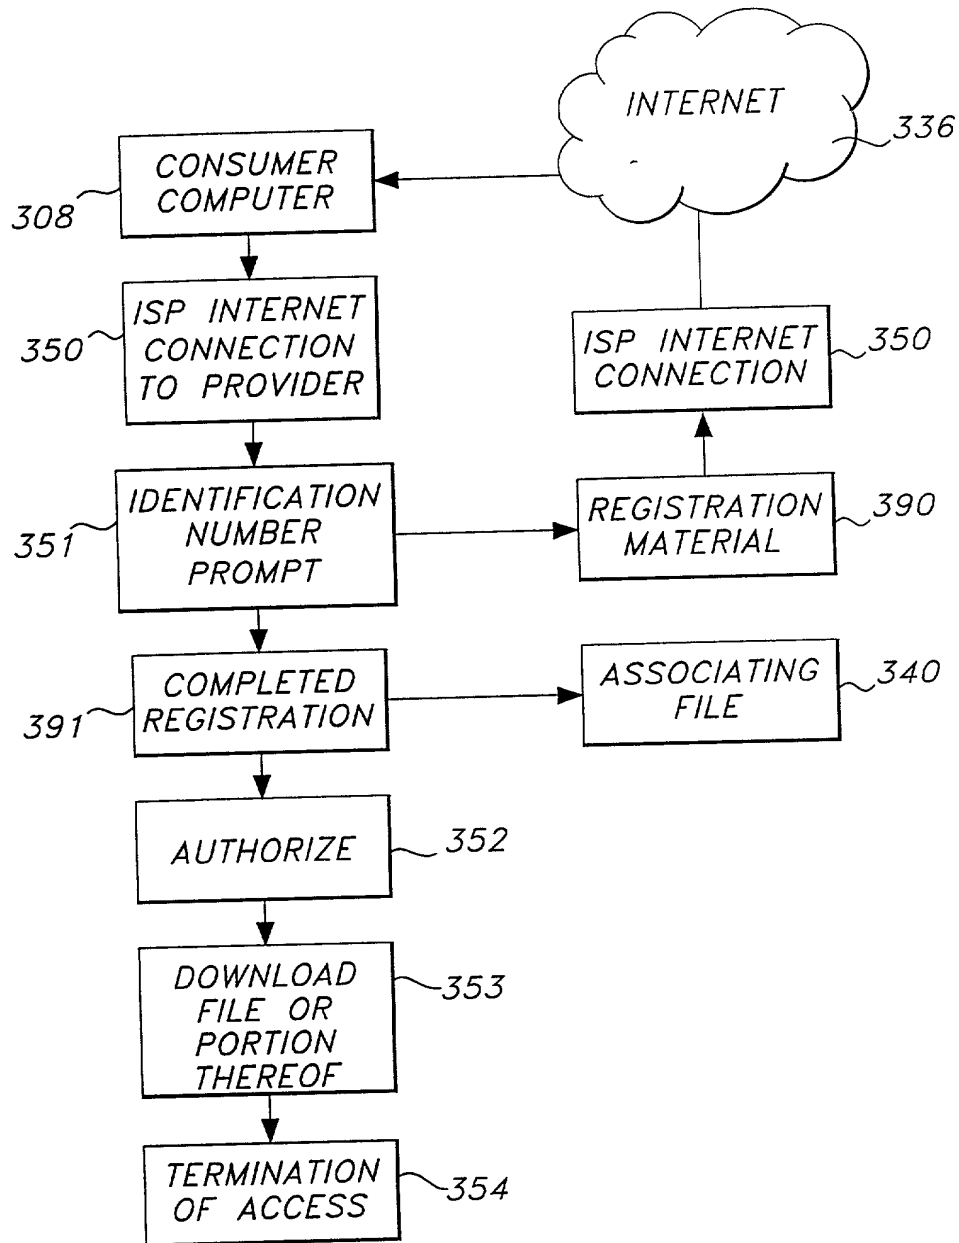 INTERNET
336
CONSUMER
COMPUTER
308
ISP INTERNET
CONNECTION
TO PROVIDER
350
ISP INTERNET
CONNECTION
350
IDENTIFICATION
NUMBER
PROMPT
351
REGISTRATION
MATERIAL
390
COMPLETED
REGISTRATION
391
ASSOCIATING
FILE
340
AUTHORIZE
352
DOWNLOAD
FILE OR
PORTION
THEREOF
353
TERMINATION
OF ACCESS
354